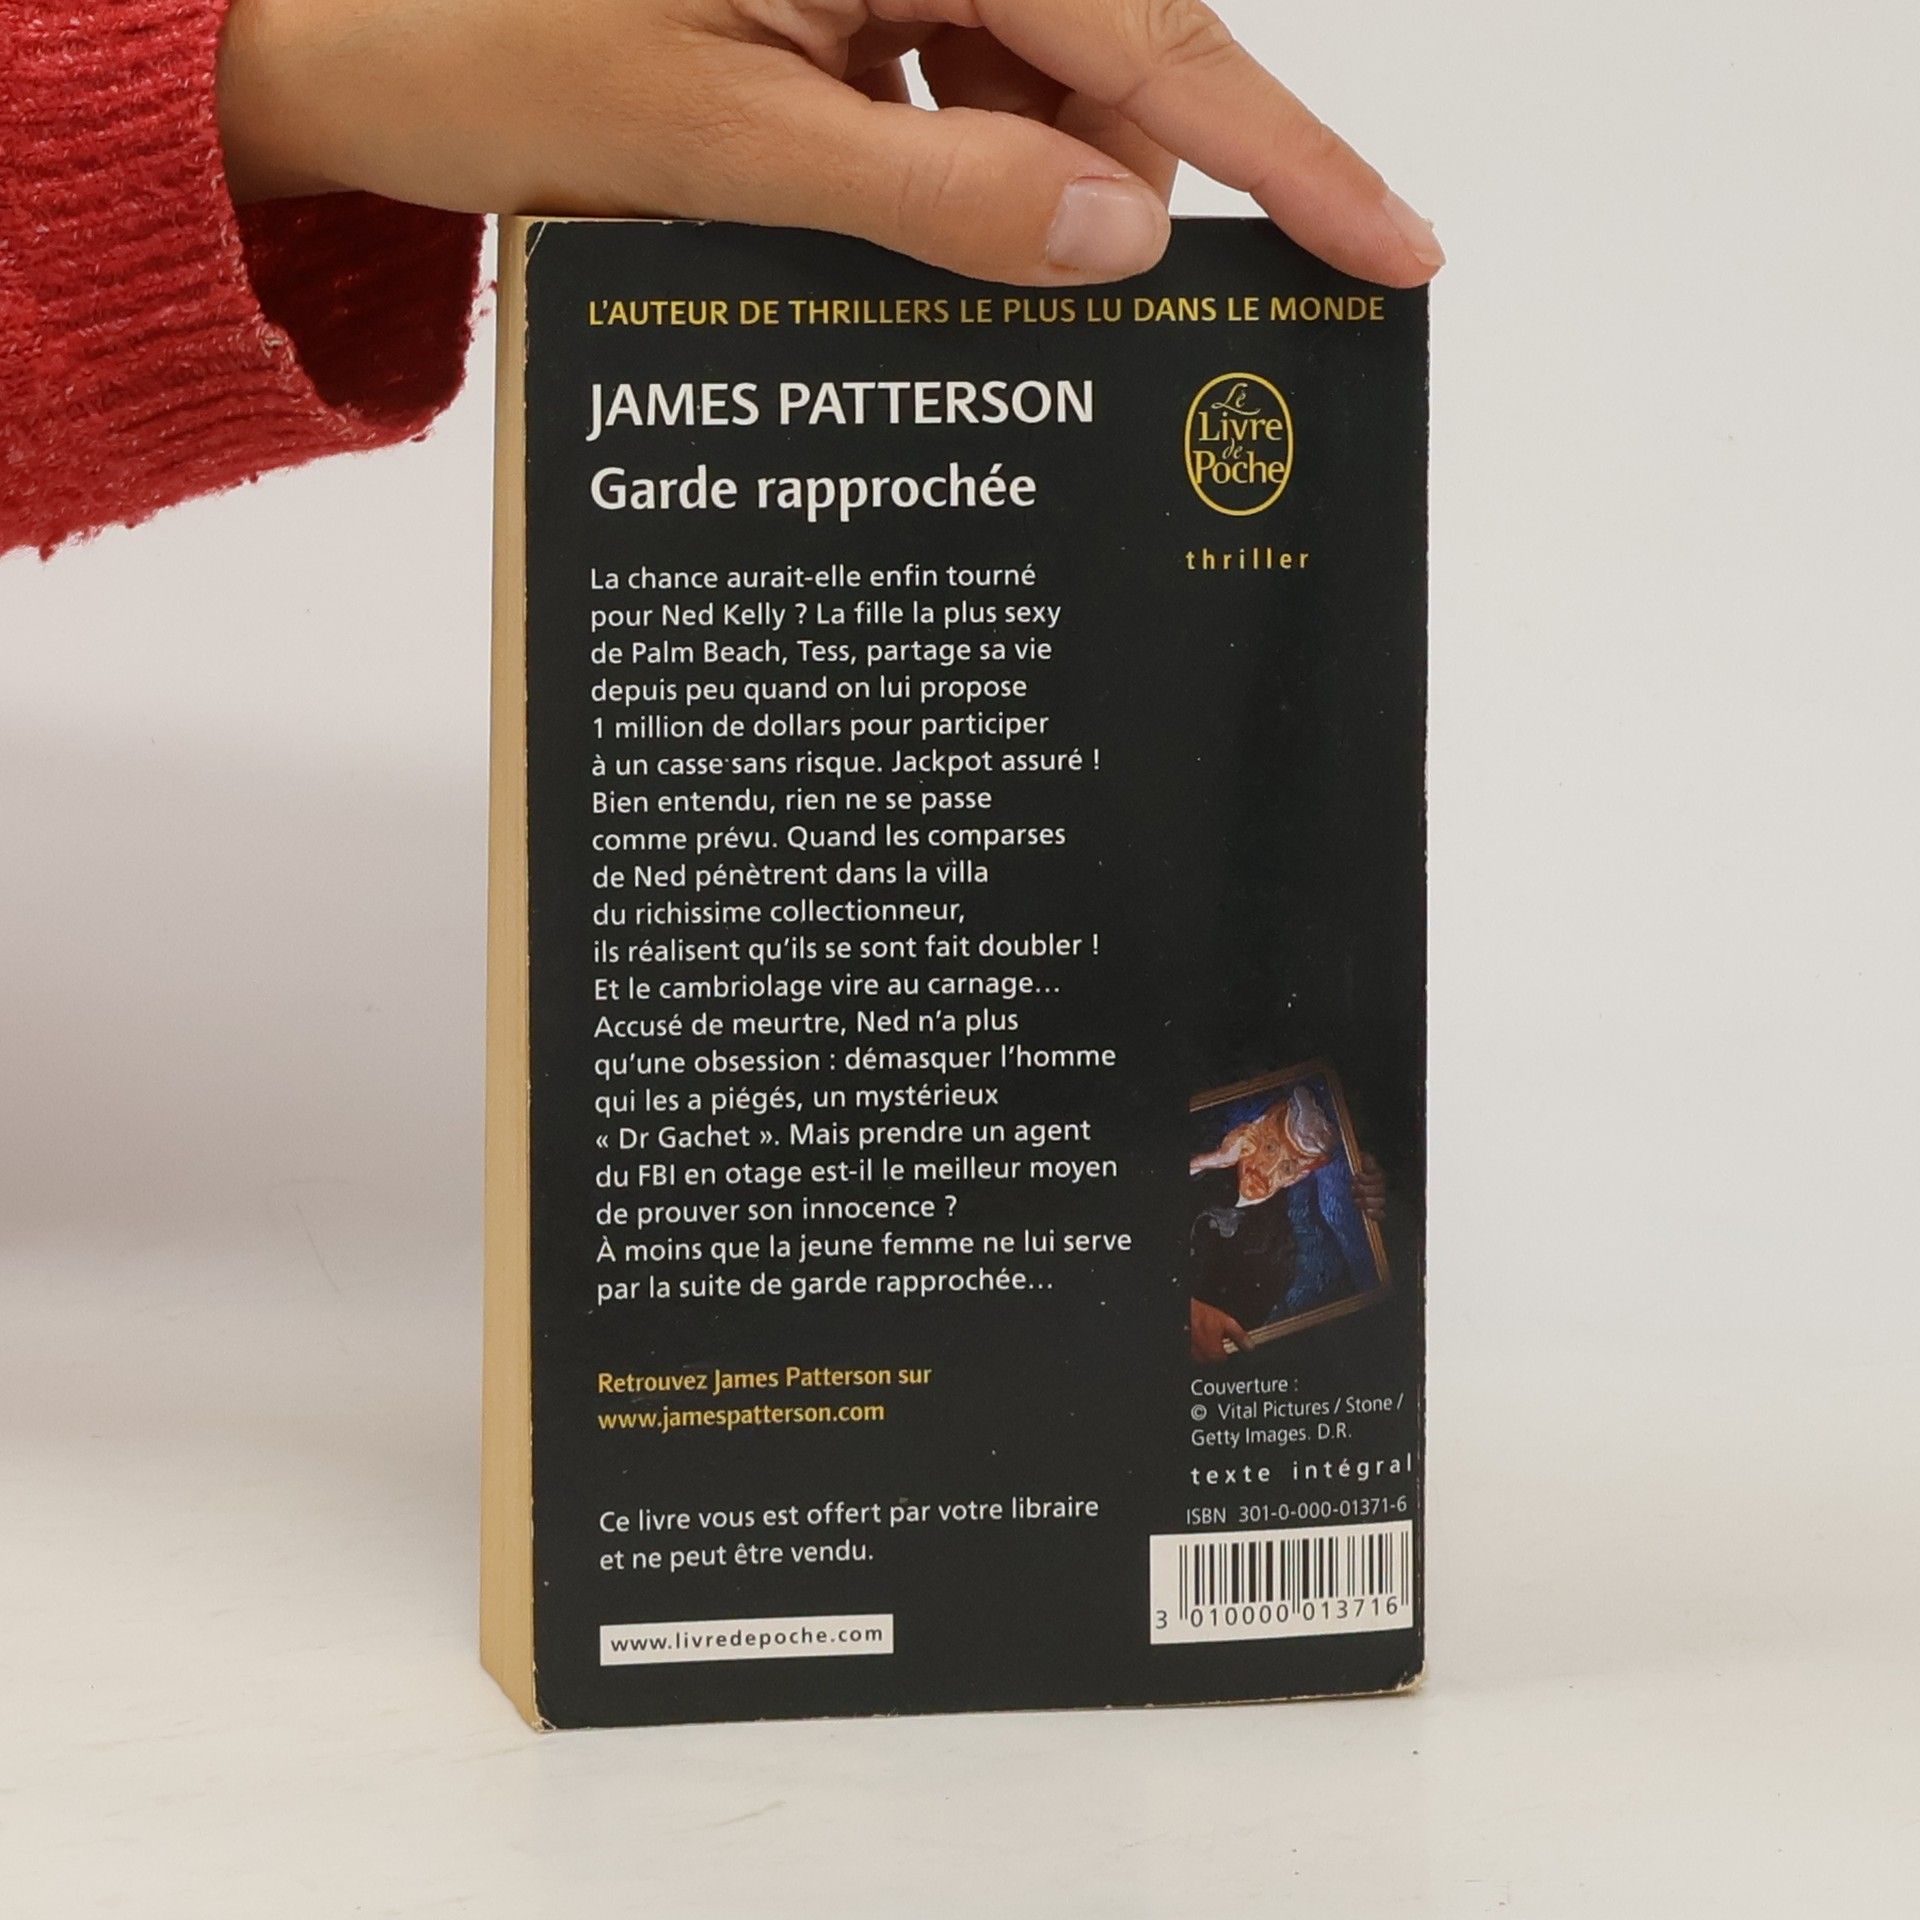 L'AUTEUR DE THRILLERS LE PLUS LU DANS LE MONDE
JAMES PATTERSON
Garde rapprochée
Le
Livre
de
Poche
thriller
La chance aurait-elle enfin tourné
pour Ned Kelly ? La fille la plus sexy
de Palm Beach, Tess, partage sa vie
depuis peu quand on lui propose
1 million de dollars pour participer
à un casse sans risque. Jackpot assuré !
Bien entendu, rien ne se passe
comme prévu. Quand les comparses
de Ned pénètrent dans la villa
du richissime collectionneur,
ils réalisent qu'ils se sont fait doubler !
Et le cambriolage vire au carnage…
Accusé de meurtre, Ned n'a plus
qu'une obsession : démasquer l'homme
qui les a piégés, un mystérieux
« Dr Gachet ». Mais prendre un agent
du FBI en otage est-il le meilleur moyen
de prouver son innocence ?
À moins que la jeune femme ne lui serve
par la suite de garde rapprochée…
Retrouvez James Patterson sur
www.jamespatterson.com
Couverture :
© Vital Pictures / Stone /
Getty Images. D.R.
texte intégral
Ce livre vous est offert par votre libraire
et ne peut être vendu.
www.livredepoche.com
ISBN 301-0-000-01371-6
3 010000 013716